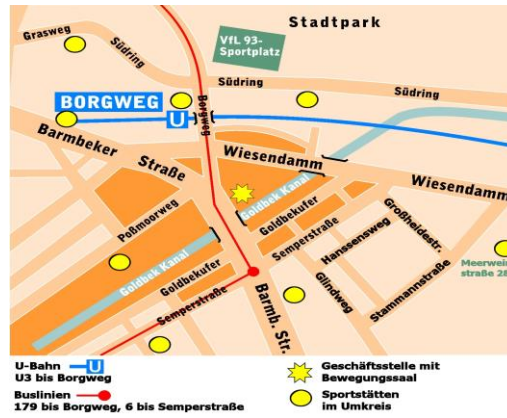 Stadtpark
Grasweg
Südring
VfL 93-
Sportplatz
Südring
Südring
BORGWEG
U
Borgweg
Barmbeker
Straße
Wiesendamm
Wiesendamm
Poßmoorweg
Goldbek Kanal
Goldbekufer
Semperstraße
Großheidestr.
Hanssensweg
Goldbek Kanal
Goldbekufer
Glindweg
Stammannstraße
Meerwein
straße 28
Semperstraße
Barmb. Str.
U-Bahn U
U3 bis Borgweg
Buslinien
179 bis Borgweg, 6 bis Semperstraße
Geschäftsstelle mit
Bewegungssaal
Sportstätten
im Umkreis